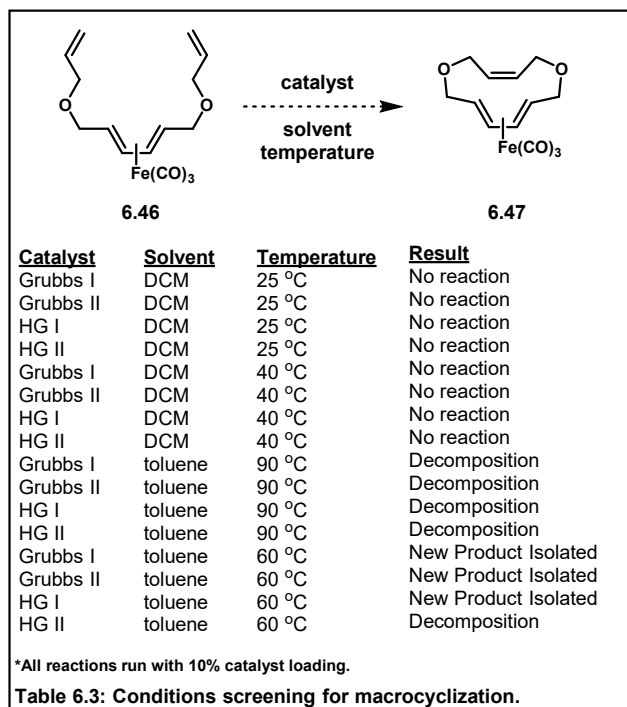 catalyst
solvent
temperature
O
O
Fe(CO)3
6.46
O
O
Fe(CO)3
6.47
Catalyst Solvent Temperature Result
Grubbs I DCM 25 °C No reaction
Grubbs II DCM 25 °C No reaction
HG I DCM 25 °C No reaction
HG II DCM 25 °C No reaction
Grubbs I DCM 40 °C No reaction
Grubbs II DCM 40 °C No reaction
HG I DCM 40 °C No reaction
HG II DCM 40 °C No reaction
Grubbs I toluene 90 °C Decomposition
Grubbs II toluene 90 °C Decomposition
HG I toluene 90 °C Decomposition
HG II toluene 90 °C Decomposition
Grubbs I toluene 60 °C New Product Isolated
Grubbs II toluene 60 °C New Product Isolated
HG I toluene 60 °C New Product Isolated
HG II toluene 60 °C Decomposition
*All reactions run with 10% catalyst loading.
Table 6.3: Conditions screening for macrocyclization.